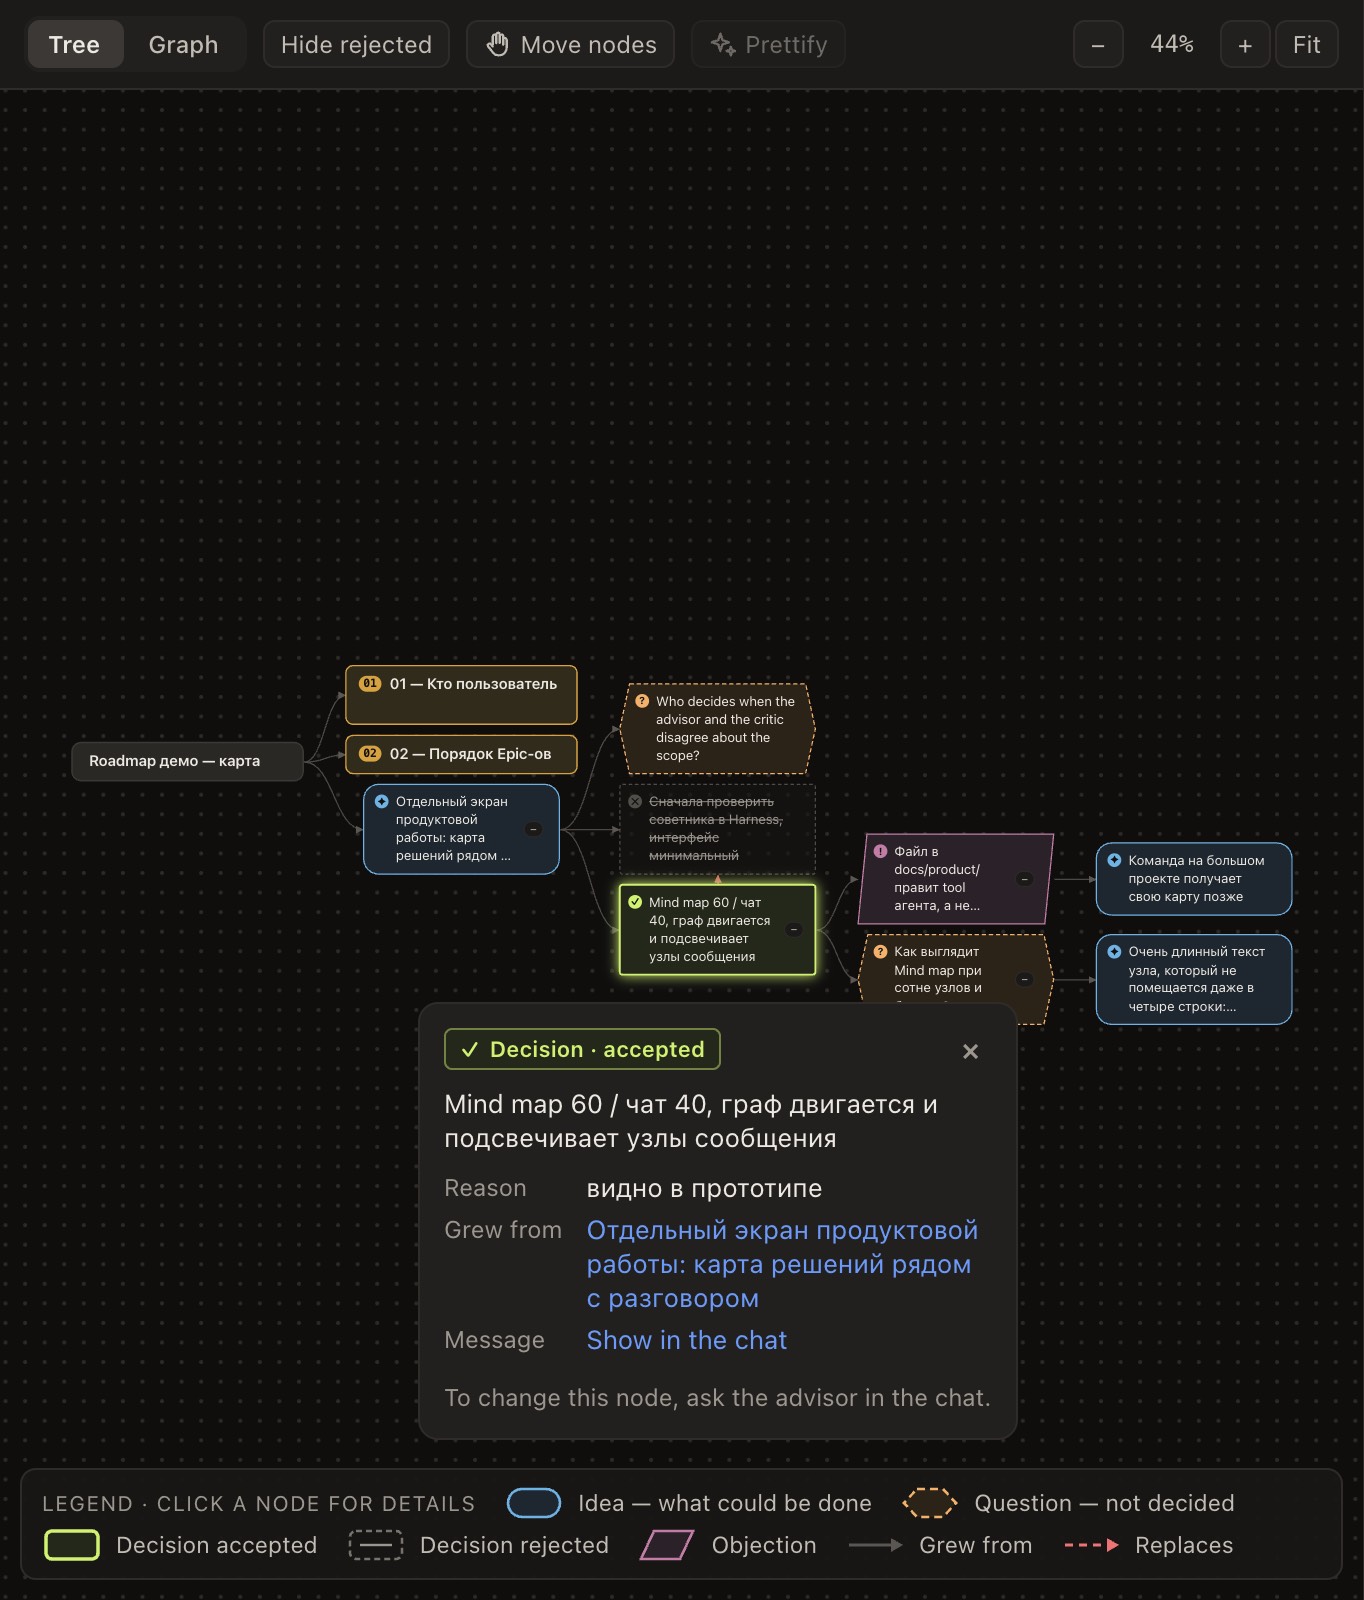 Tree Graph Hide rejected Move nodes Prettify − 44% + Fit
Roadmap демо — карта
01 01 — Кто пользователь
02 02 — Порядок Epic-ов
Отдельный экран
продуктовой
работы: карта
решений рядом ...
Who decides when the
advisor and the critic
disagree about the
scope?
Сначала проверить
советника в Harness,
интерфейс
минимальный
Mind map 60 / чат
40, граф двигается
и подсвечивает
узлы сообщения
Файл в
docs/product/
правит tool
агента, а не...
Как выглядит
Mind map при
сотне узлов и
Команда на большом
проекте получает
свою карту позже
Очень длинный текст
узла, который не
помещается даже в
четыре строки:...
Decision · accepted
Mind map 60 / чат 40, граф двигается и
подсвечивает узлы сообщения
Reason видно в прототипе
Grew from Отдельный экран продуктовой
работы: карта решений рядом
с разговором
Message Show in the chat
To change this node, ask the advisor in the chat.
LEGEND · CLICK A NODE FOR DETAILS Idea — what could be done Question — not decided
Decision accepted Decision rejected Objection Grew from Replaces